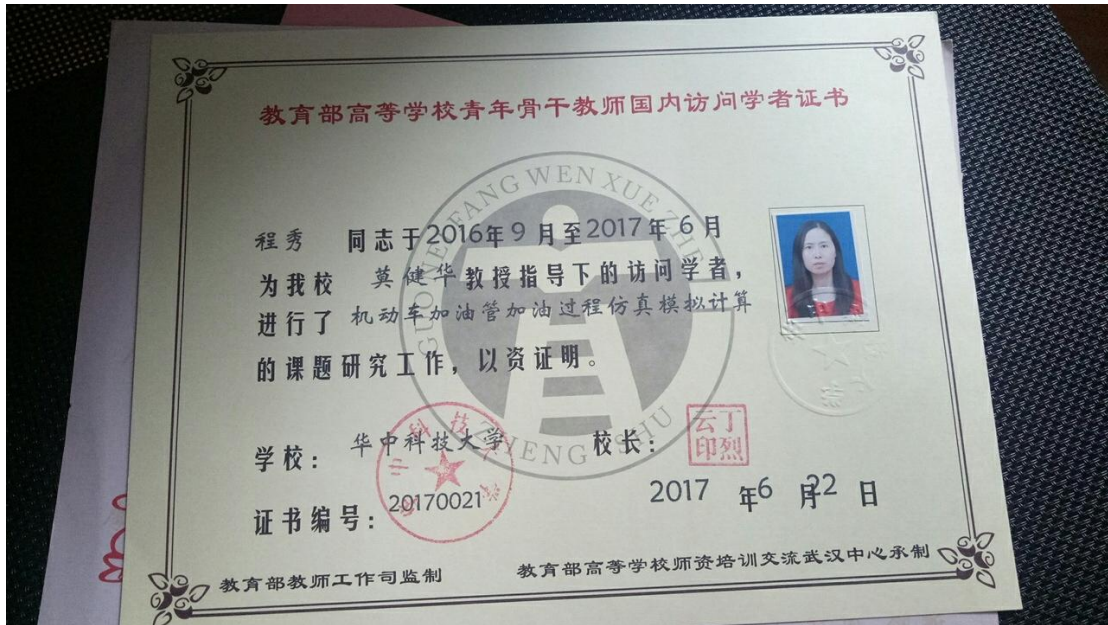 教育部高等学校青年骨干教师国内访问学者证书
程秀 同志于2016年9月至2017年6月
为我校 莫健华教授指导下的访问学者，
进行了 机动车加油管加油过程仿真模拟计算
的课题研究工作，以资证明。
GUONEI FANG WEN XUE ZHE
ZHENG SHU
学校： 华中科技大学 校长： 丁烈云印
证书编号：20170021 2017 年6 月22 日
教育部教师工作司监制 教育部高等学校师资培训交流武汉中心承制